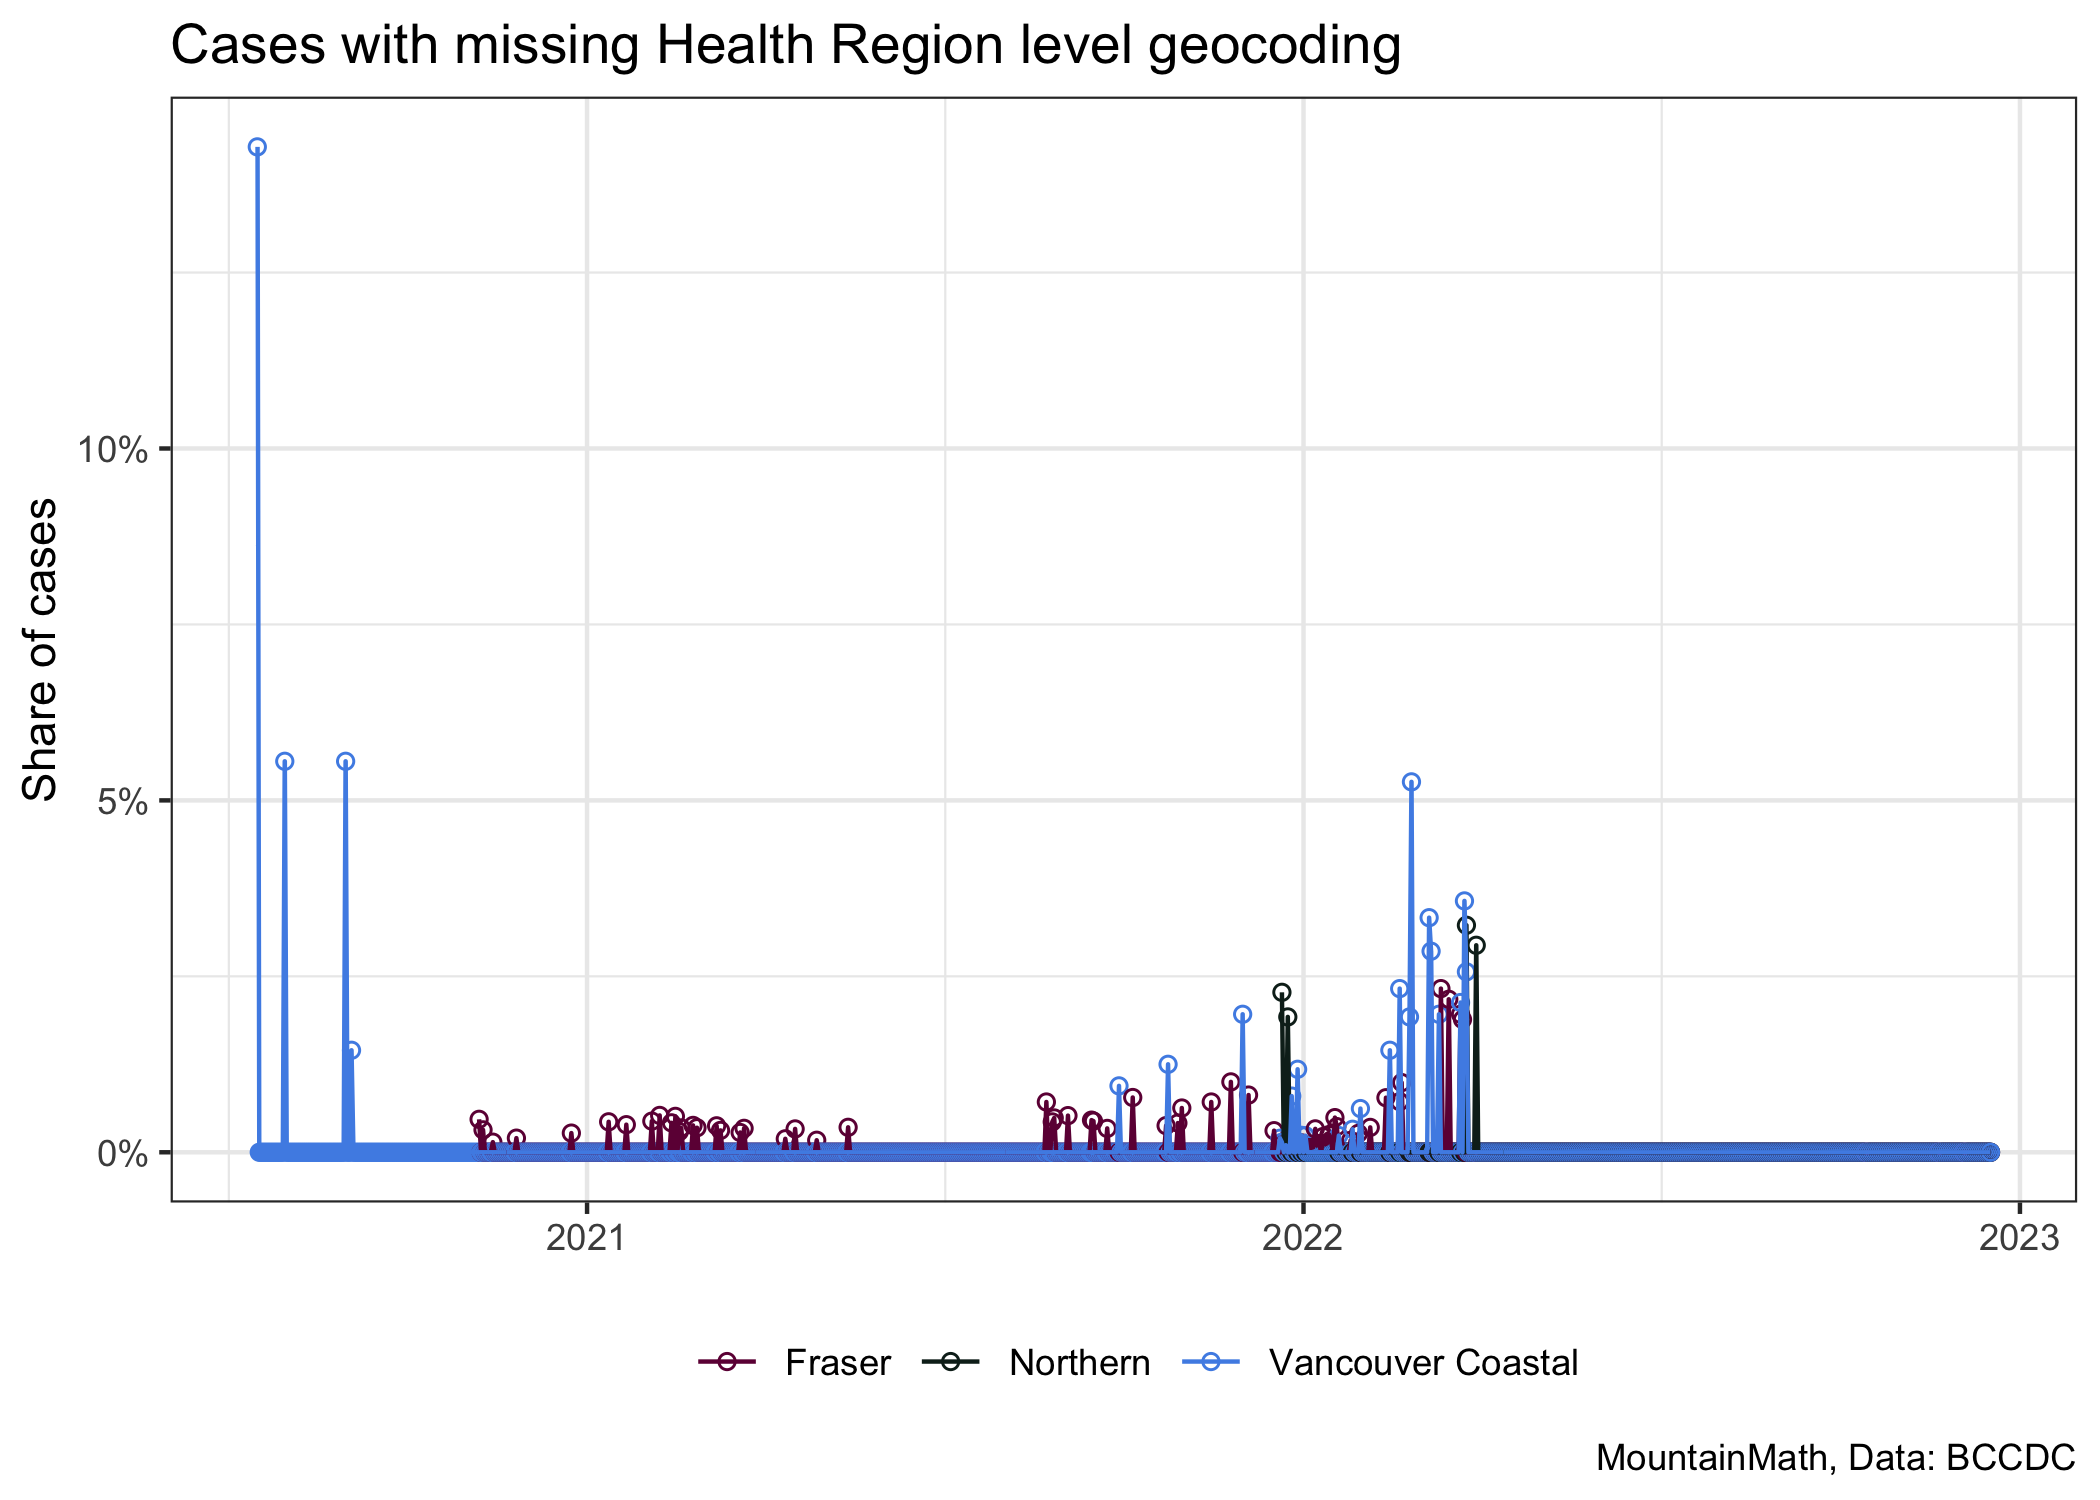 Cases with missing Health Region level geocoding
Share of cases
10%
5%
0%
2021
2022
2023
Fraser
Northern
Vancouver Coastal
MountainMath, Data: BCCDC